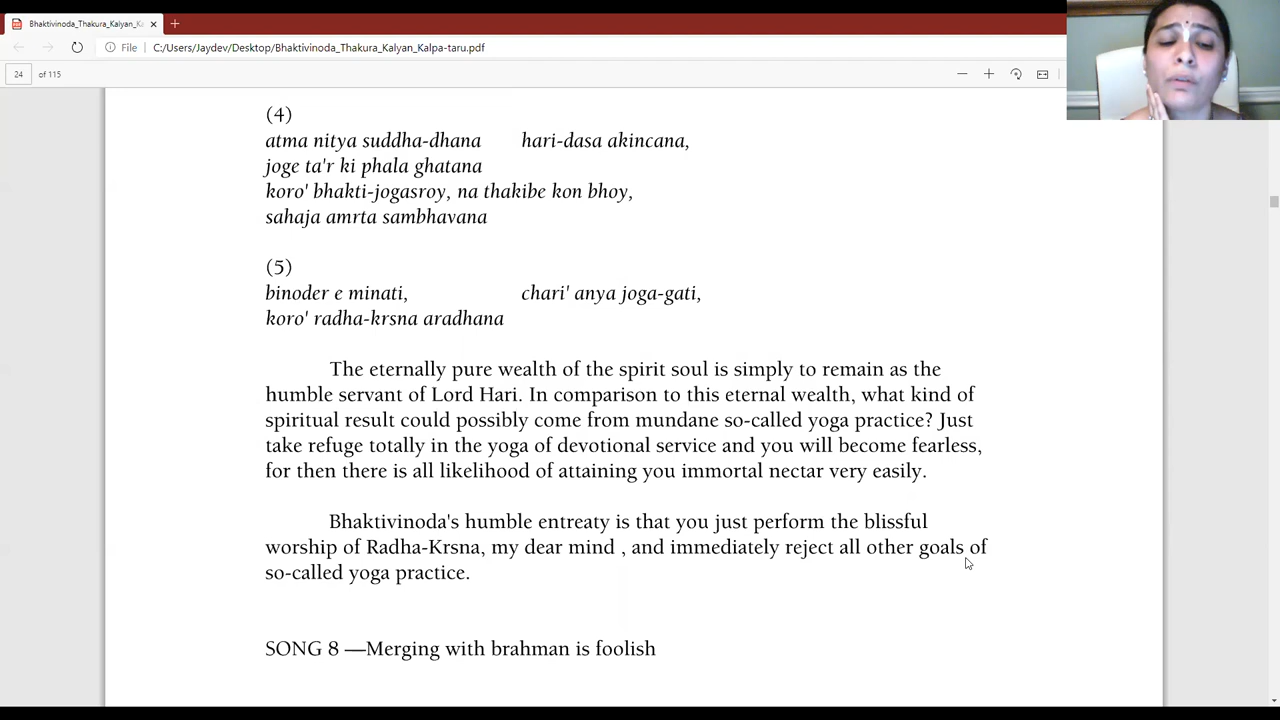 Bhaktivinoda_Thakura_Kalyan_Ka
File C:/Users/Jaydev/Desktop/Bhaktivinoda_Thakura_Kalyan_Kalpa-taru.pdf
24 of 115
(4)
atma nitya suddha-dhana hari-dasa akincana,
joge ta'r ki phala ghatana
koro' bhakti-jogasroy, na thakibe kon bhoy,
sahaja amrta sambhavana
(5)
binoder e minati, chari' anya joga-gati,
koro' radha-krsna aradhana
The eternally pure wealth of the spirit soul is simply to remain as the
humble servant of Lord Hari. In comparison to this eternal wealth, what kind of
spiritual result could possibly come from mundane so-called yoga practice? Just
take refuge totally in the yoga of devotional service and you will become fearless,
for then there is all likelihood of attaining you immortal nectar very easily.
Bhaktivinoda's humble entreaty is that you just perform the blissful
worship of Radha-Krsna, my dear mind , and immediately reject all other goals of
so-called yoga practice.
SONG 8 —Merging with brahman is foolish